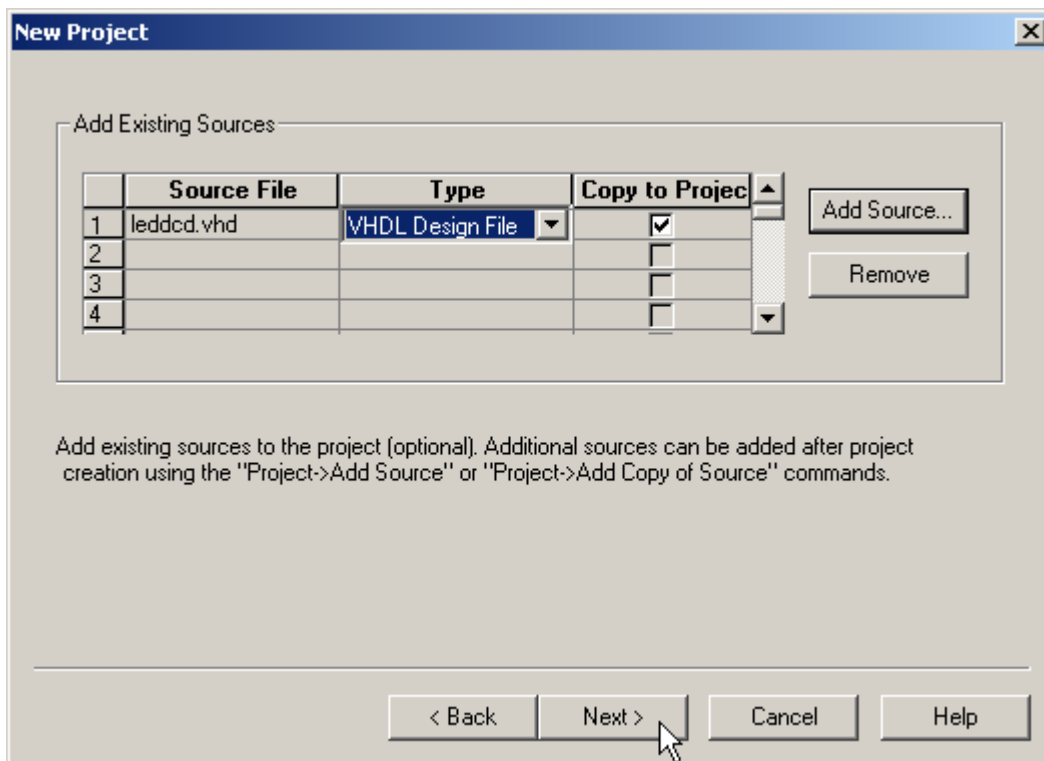 New Project
Add Existing Sources
Source File Type Copy to Projec
1 leddcd.vhd VHDL Design File
2
3
4
Add Source...
Remove
Add existing sources to the project (optional). Additional sources can be added after project
creation using the "Project->Add Source" or "Project->Add Copy of Source" commands.
< Back Next > Cancel Help